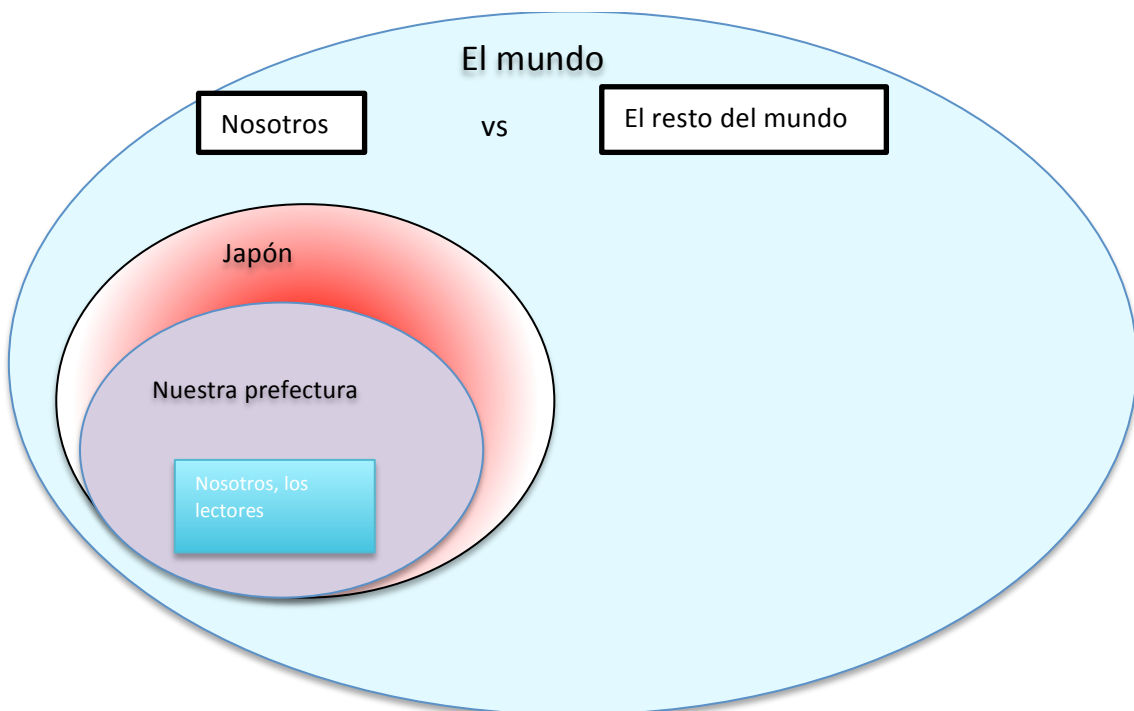 El mundo
Nosotros
vs
El resto del mundo
Japón
Nuestra prefectura
Nosotros, los
lectores